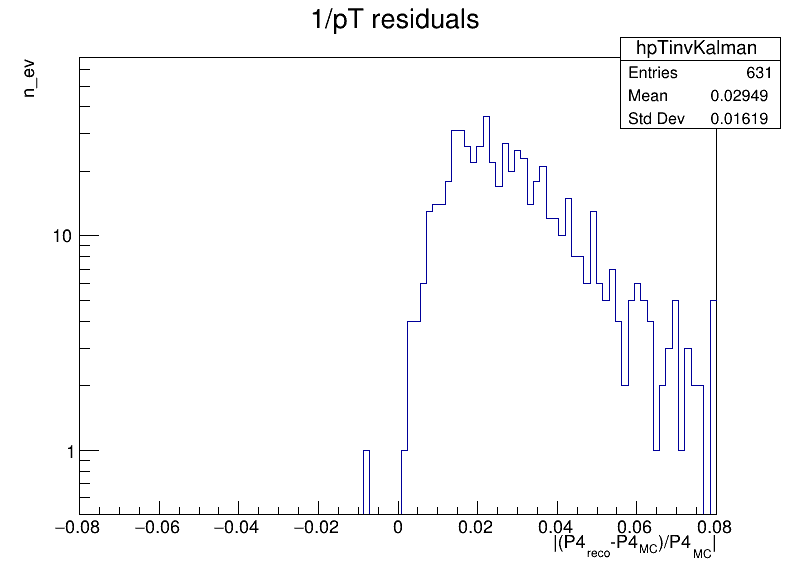 1/pT residuals
hpTinvKalman
Entries 631
Mean 0.02949
Std Dev 0.01619
n_ev
10
1
−0.08 −0.06 −0.04 −0.02 0 0.02 0.04 0.06 0.08
|(P4reco-P4MC)/P4MC|